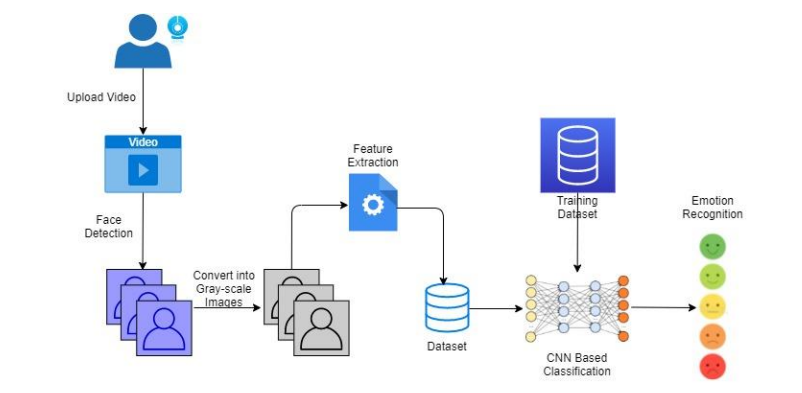 Upload Video
Video
Face
Detection
Convert into
Gray-scale
Images
Feature
Extraction
Dataset
Training
Dataset
CNN Based
Classification
Emotion
Recognition